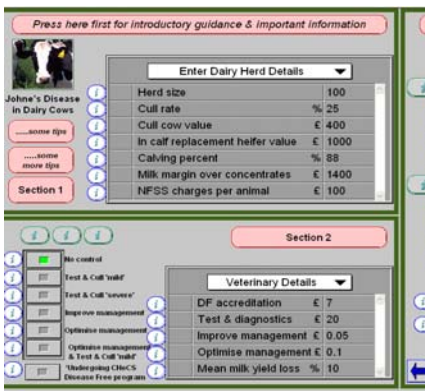 Press here first for introductory guidance & important information
Johne's Disease
in Dairy Cows
.....some tips
.....some
more tips
Section 1
Enter Dairy Herd Details
Herd size 100
Cull rate % 25
Cull cow value £ 400
In calf replacement heifer value £ 1000
Calving percent % 88
Milk margin over concentrates £ 1400
NFSS charges per animal £ 100
Section 2
No control
Test & Cull 'mild'
Test & Cull 'severe'
Improve management
Optimise management
Optimise management
& Test & Cull 'mild'
'Undergoing CHeCS
Disease Free program
Veterinary Details
DF accreditation £ 7
Test & diagnostics £ 20
Improve management £ 0.05
Optimise management £ 0.1
Mean milk yield loss % 10